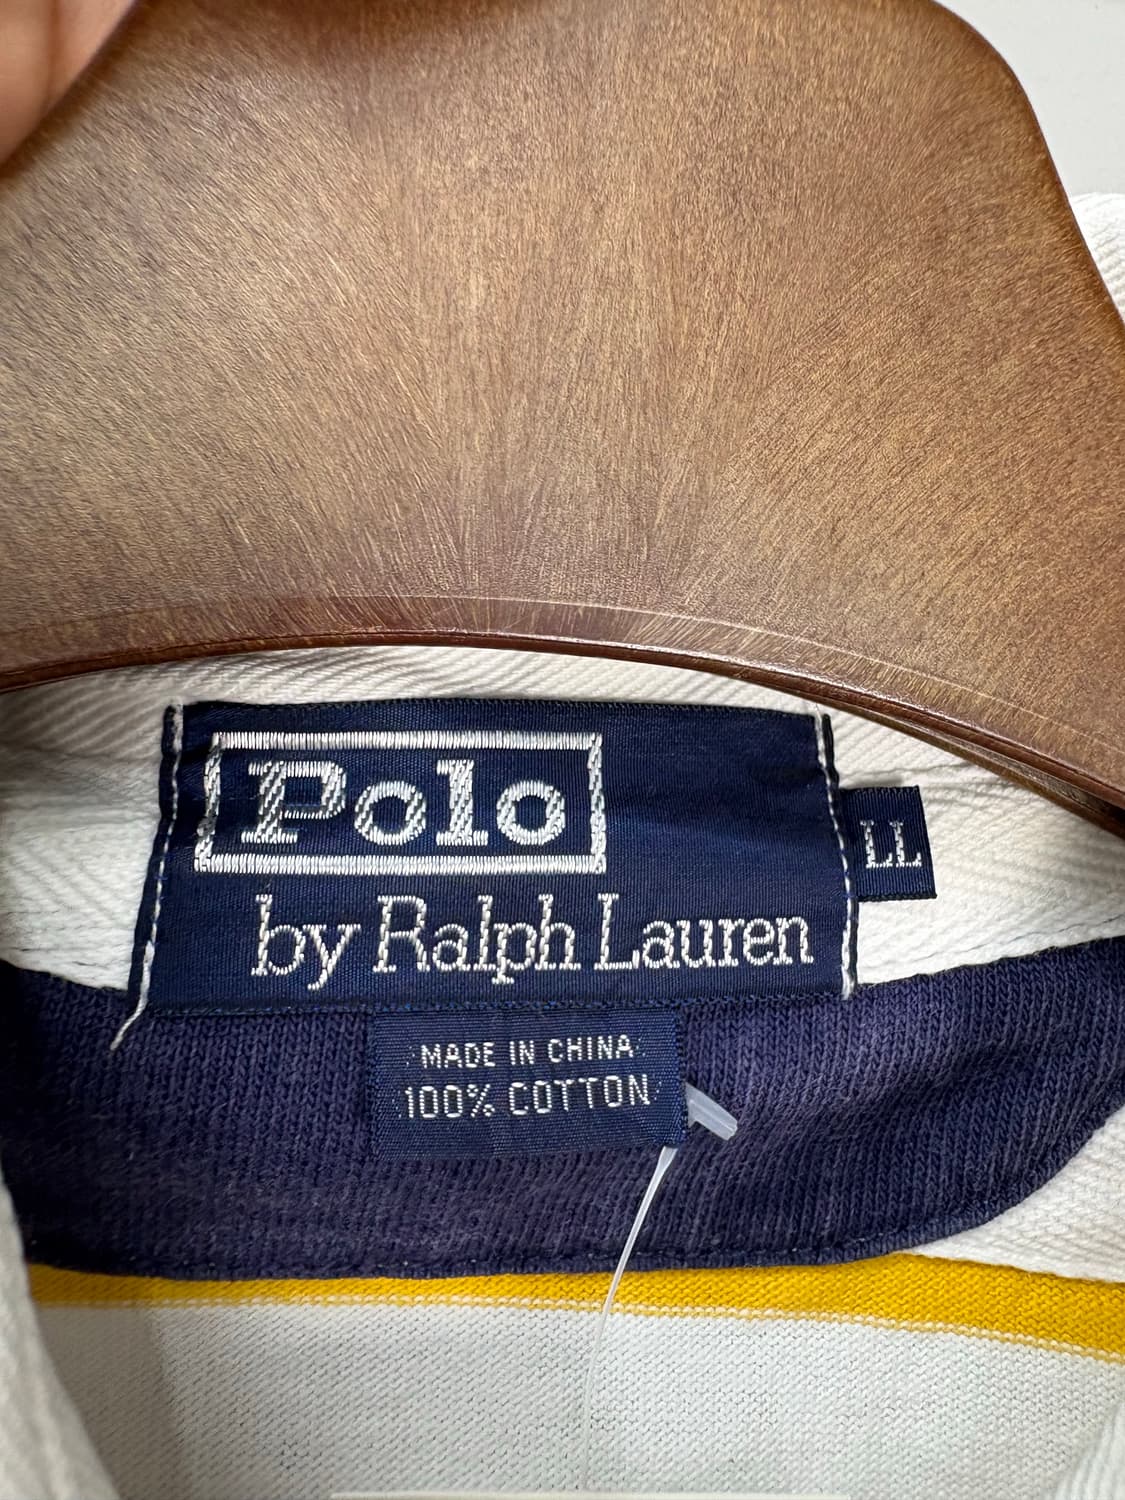 Polo
by Ralph Lauren
LL
MADE IN CHINA
100% COTTON